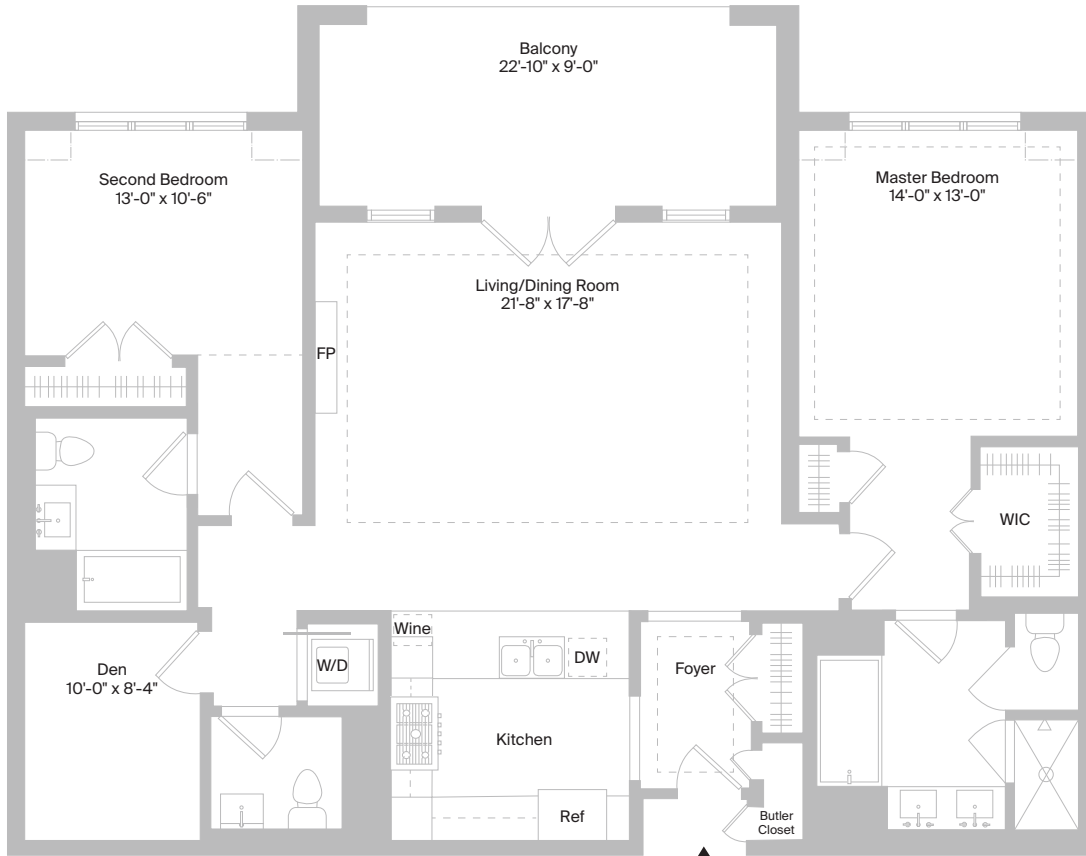 Balcony
22'-10" x 9'-0"
Second Bedroom
13'-0" x 10'-6"
Master Bedroom
14'-0" x 13'-0"
Living/Dining Room
21'-8" x 17'-8"
FP
WIC
Wine
W/D
DW
Foyer
Den
10'-0" x 8'-4"
Kitchen
Ref
Butler
Closet